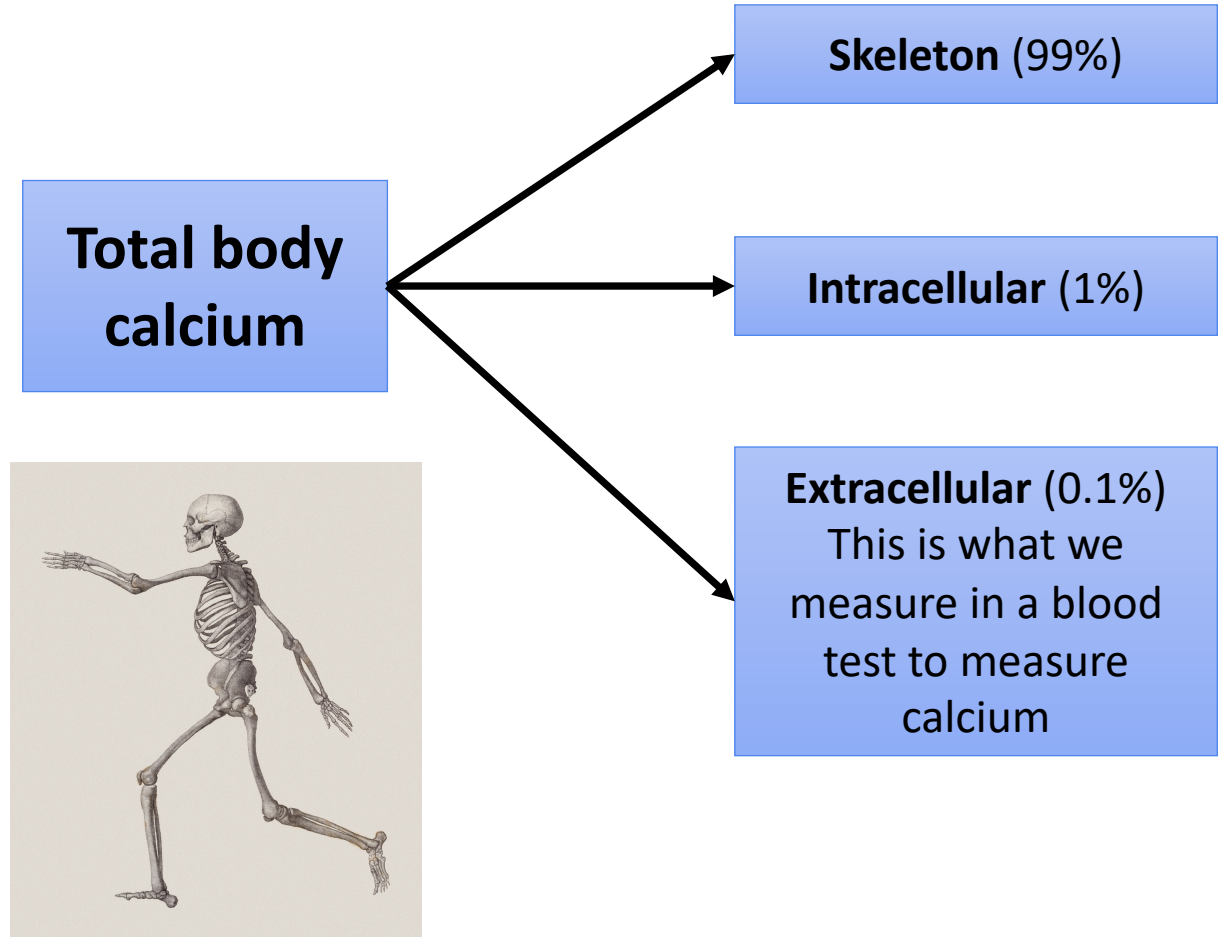 Total body
calcium
Skeleton (99%)
Intracellular (1%)
Extracellular (0.1%)
This is what we
measure in a blood
test to measure
calcium